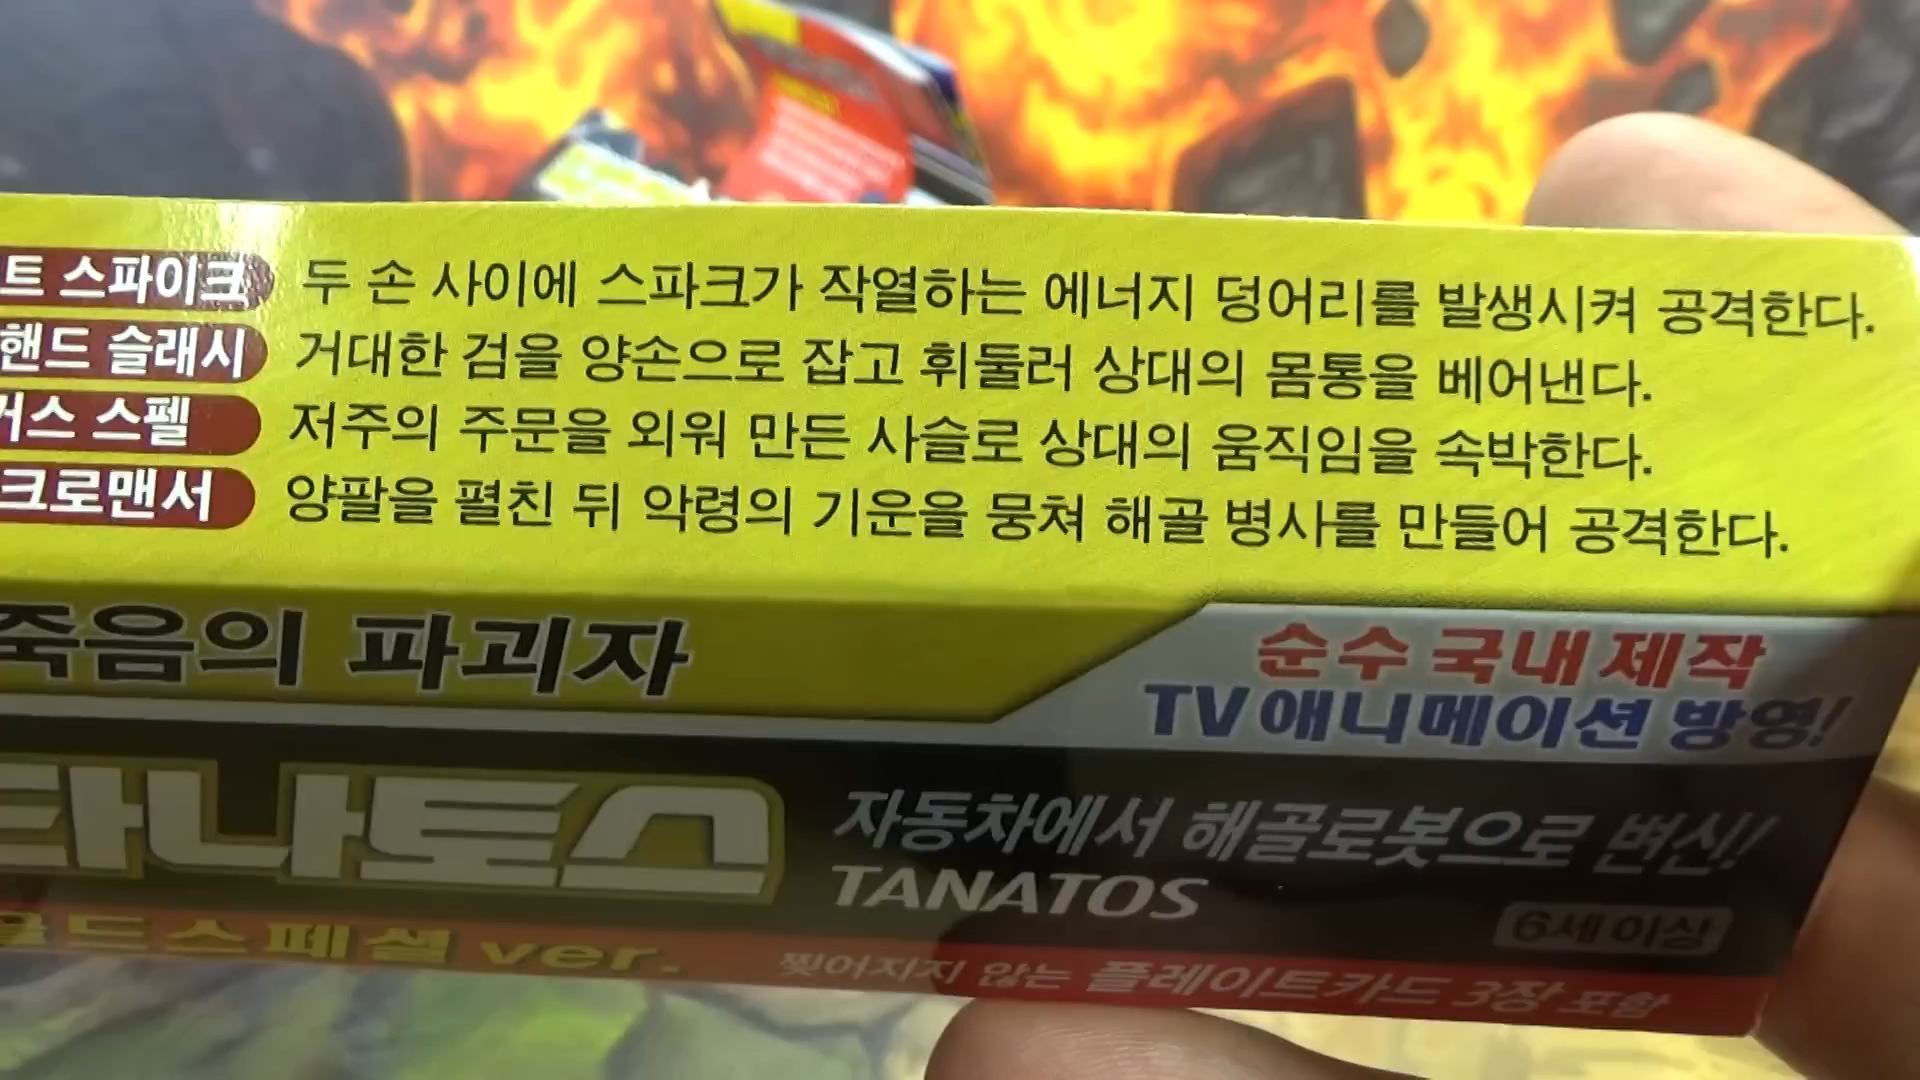 트 스파이크 두 손 사이에 스파크가 작열하는 에너지 덩어리를 발생시켜 공격한다.
핸드 슬래시 거대한 검을 양손으로 잡고 휘둘러 상대의 몸통을 베어낸다.
커스 스펠 저주의 주문을 외워 만든 사슬로 상대의 움직임을 속박한다.
크로맨서 양팔을 펼친 뒤 악령의 기운을 뭉쳐 해골 병사를 만들어 공격한다.
죽음의 파괴자
순수 국내 제작
TV 애니메이션 방영!
타나토스
자동차에서 해골로봇으로 변신!
TANATOS
6세 이상
골드스페셜 ver.
찢어지지 않는 플레이트카드 3장 포함